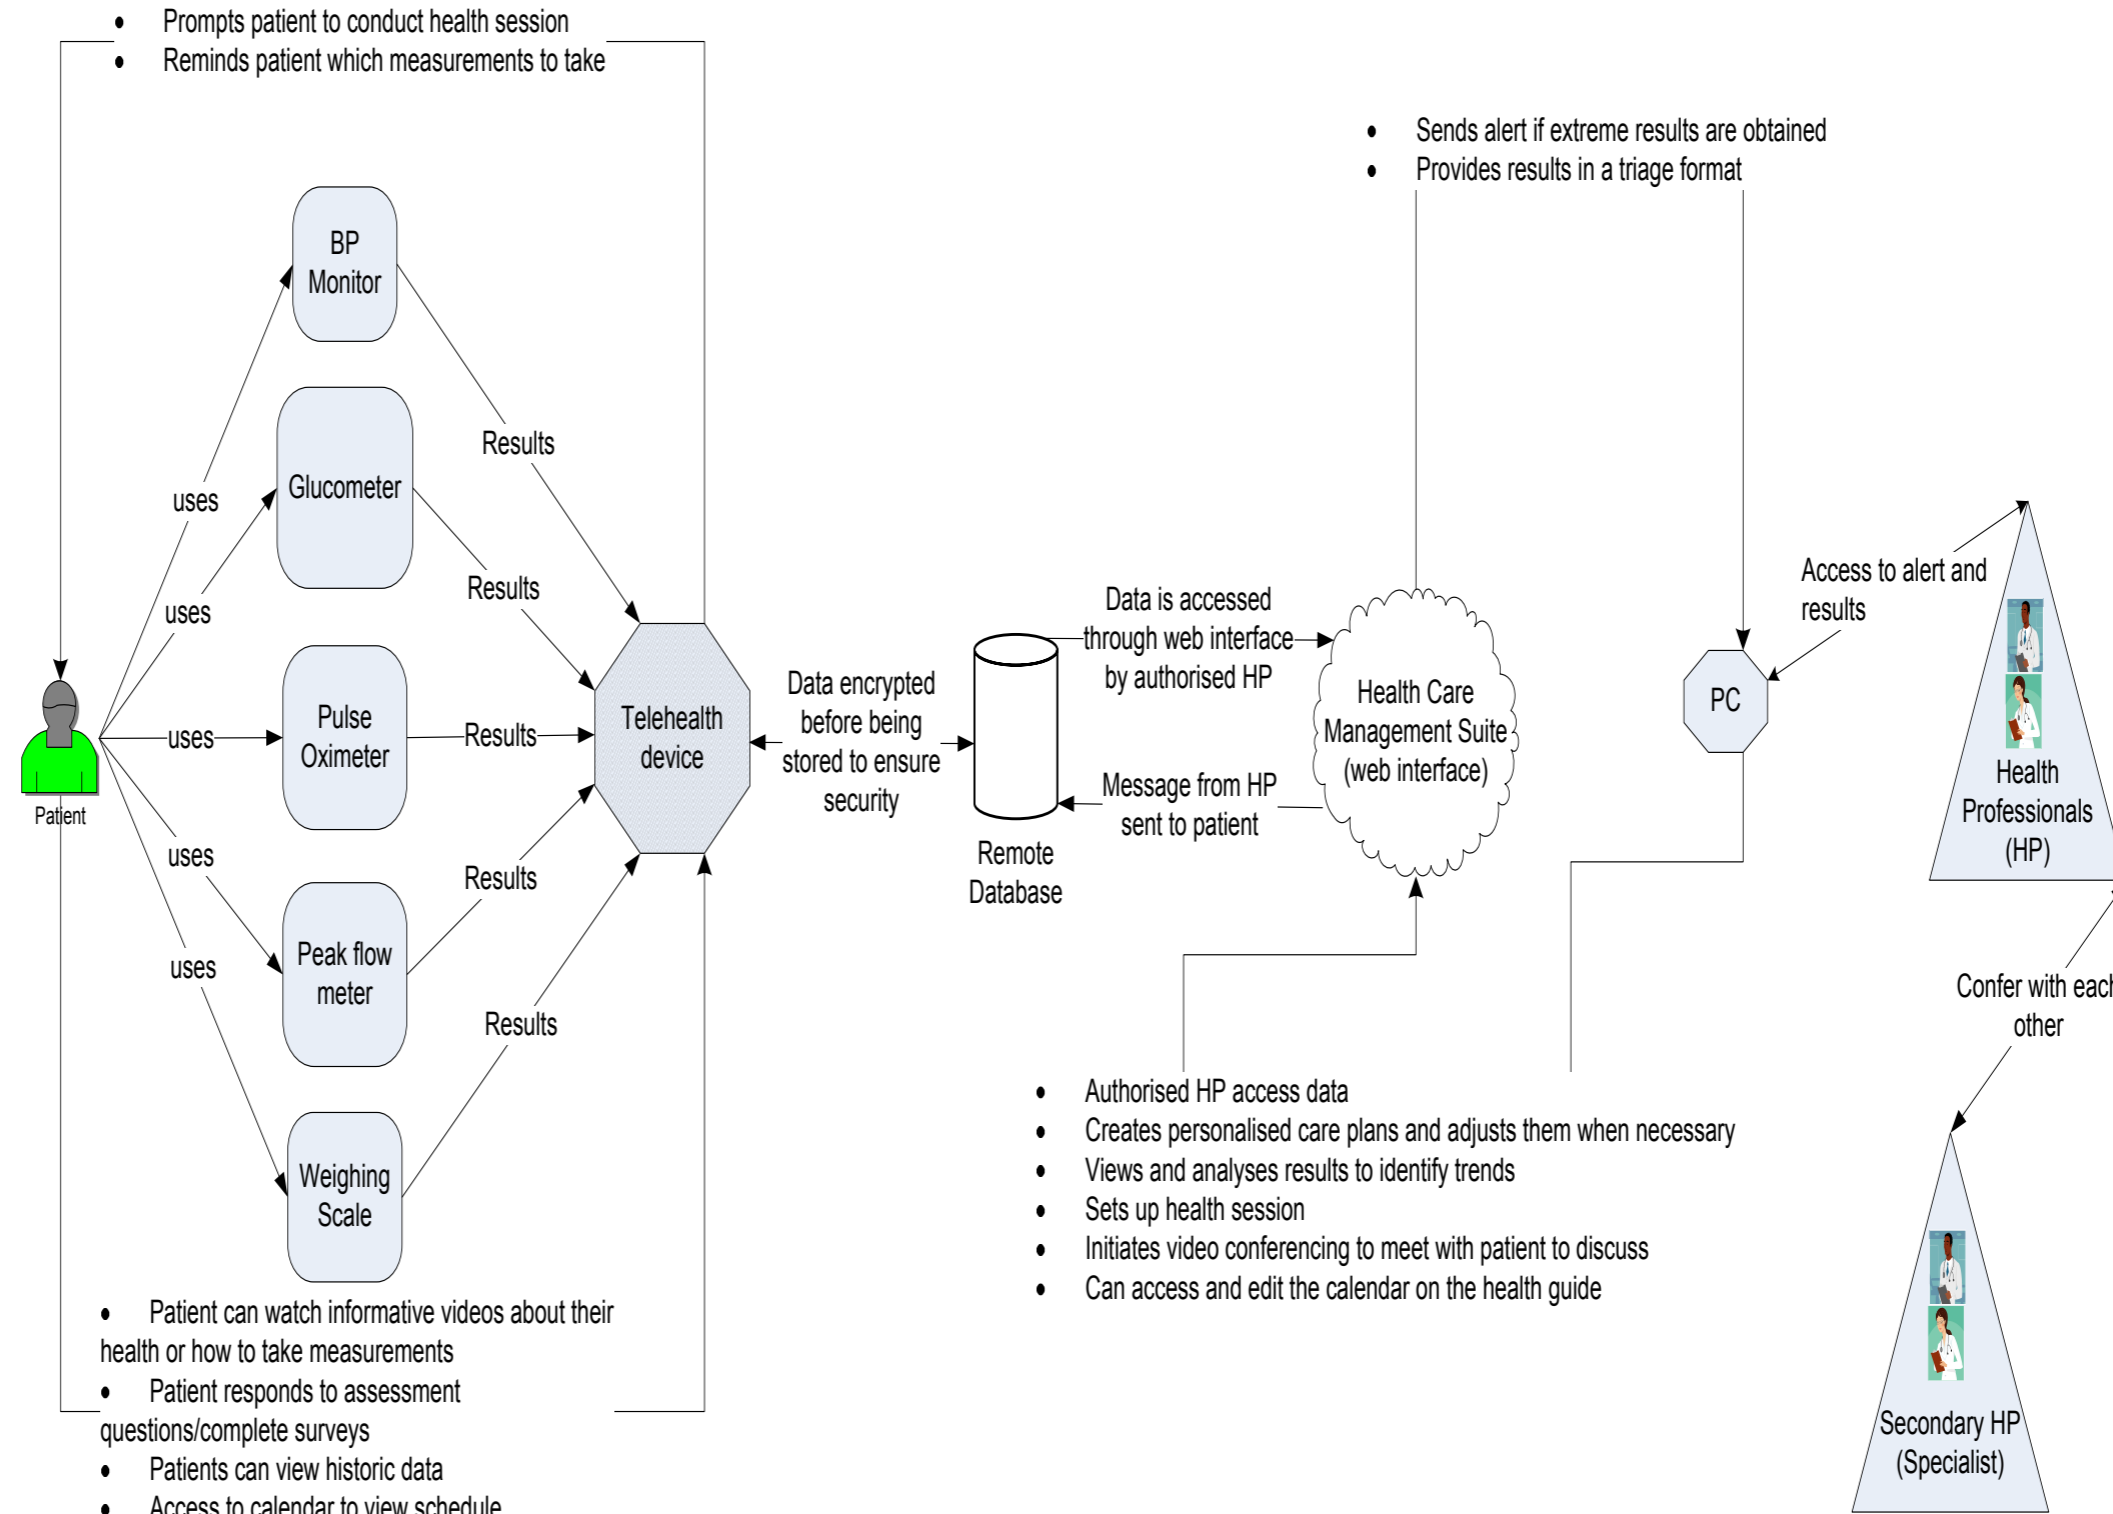 • Prompts patient to conduct health session
• Reminds patient which measurements to take
• Sends alert if extreme results are obtained
• Provides results in a triage format
BP
Monitor
Results
uses
Glucometer
Results
uses
Pulse
Oximeter
uses
Results
Patient
uses
Peak flow
meter
Results
uses
Weighing
Scale
Results
Telehealth
device
Data encrypted
before being
stored to ensure
security
Remote
Database
Data is accessed
through web interface
by authorised HP
Message from HP
sent to patient
Health Care
Management Suite
(web interface)
PC
Access to alert and
results
Health
Professionals
(HP)
Confer with each
other
Secondary HP
(Specialist)
• Authorised HP access data
• Creates personalised care plans and adjusts them when necessary
• Views and analyses results to identify trends
• Sets up health session
• Initiates video conferencing to meet with patient to discuss
• Can access and edit the calendar on the health guide
• Patient can watch informative videos about their
health or how to take measurements
• Patient responds to assessment
questions/complete surveys
• Patients can view historic data
• Access to calendar to view schedule